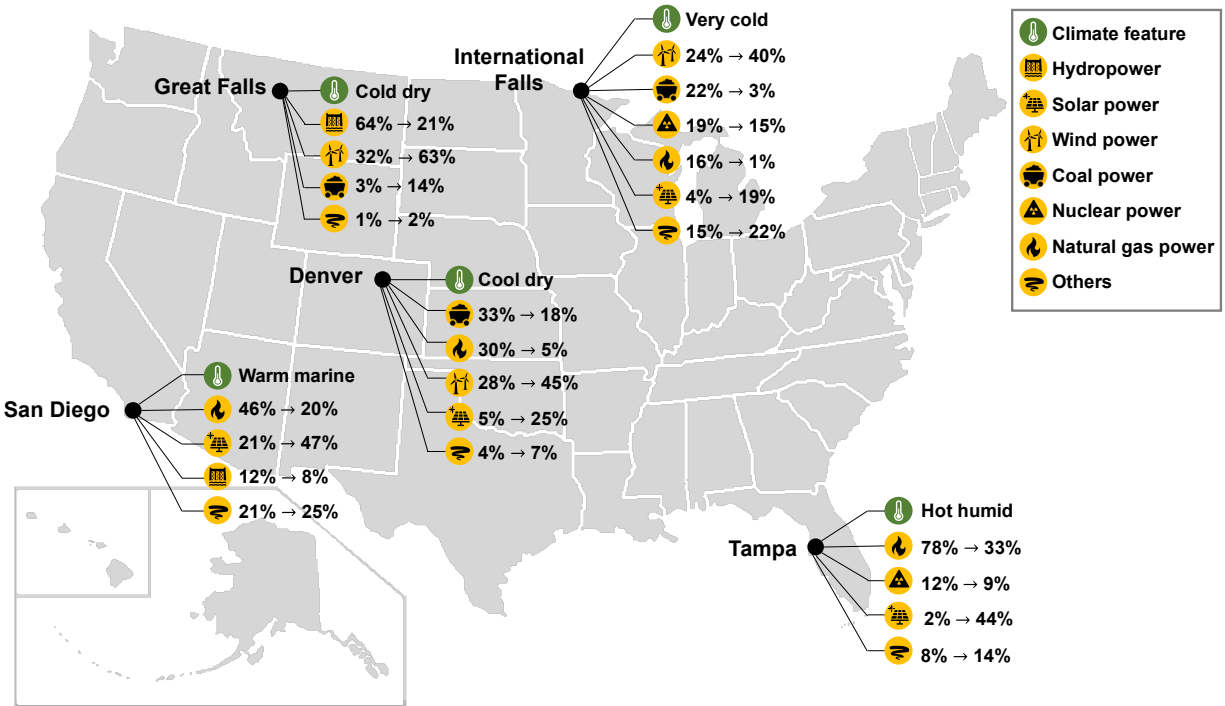 Great Falls
Cold dry
64% → 21%
32% → 63%
3% → 14%
1% → 2%
International
Falls
Very cold
24% → 40%
22% → 3%
19% → 15%
16% → 1%
4% → 19%
15% → 22%
Denver
Cool dry
33% → 18%
30% → 5%
28% → 45%
5% → 25%
4% → 7%
San Diego
Warm marine
46% → 20%
21% → 47%
12% → 8%
21% → 25%
Tampa
Hot humid
78% → 33%
12% → 9%
2% → 44%
8% → 14%
Climate feature
Hydropower
Solar power
Wind power
Coal power
Nuclear power
Natural gas power
Others